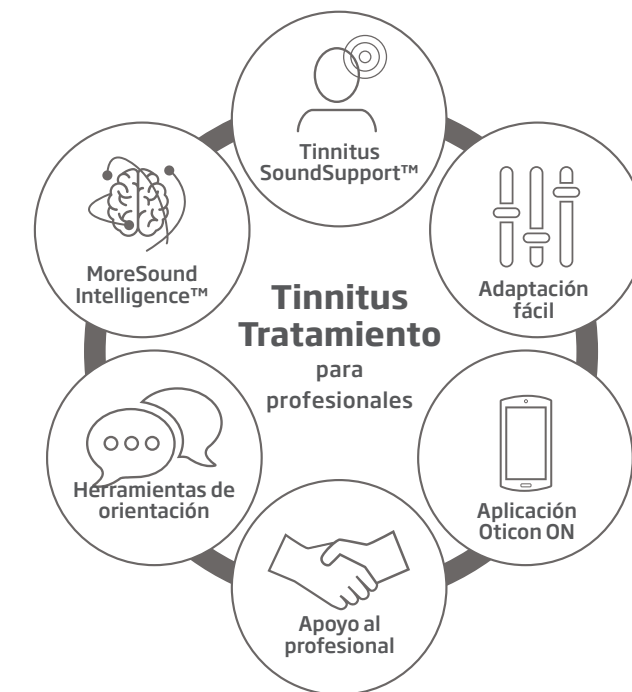 Tinnitus
SoundSupport™
MoreSound
Intelligence™
Adaptación
fácil
Tinnitus
Tratamiento
para
profesionales
Herramientas de
orientación
Aplicación
Oticon ON
Apoyo al
profesional